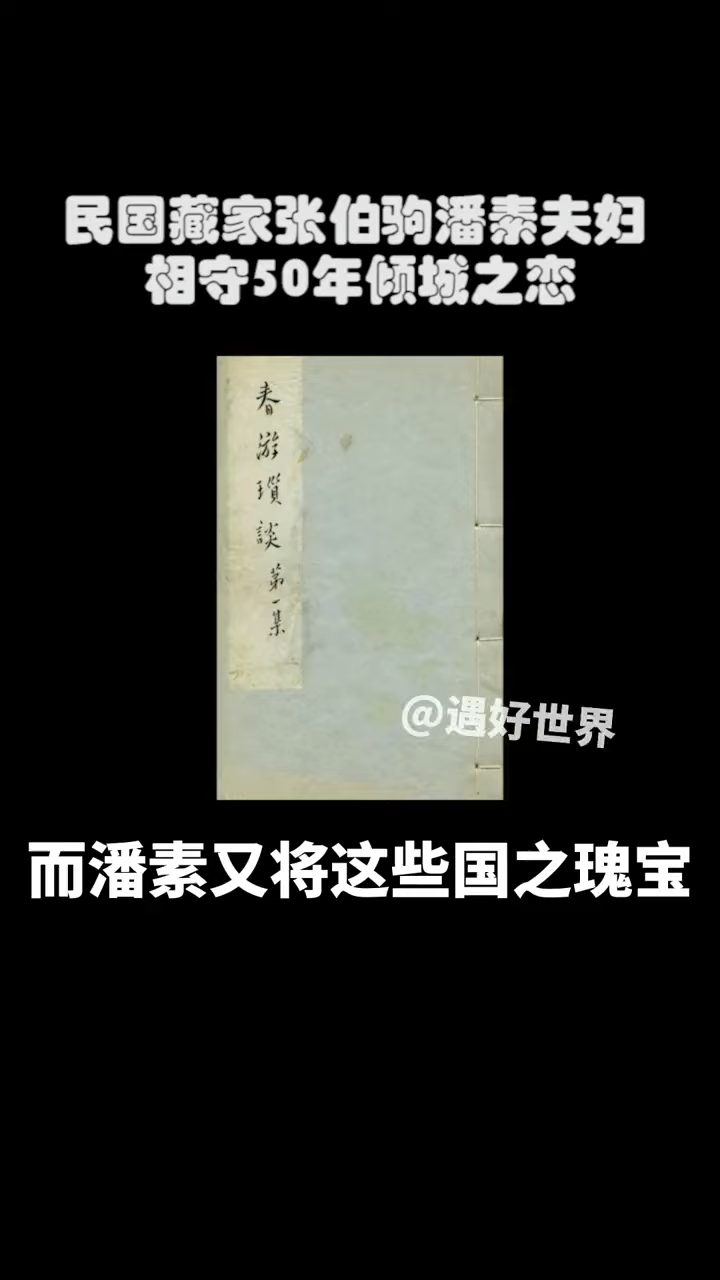 民国藏家张伯驹潘素夫妇
相守50年倾城之恋
春游瑣談第一集
@遇好世界
而潘素又将这些国之瑰宝